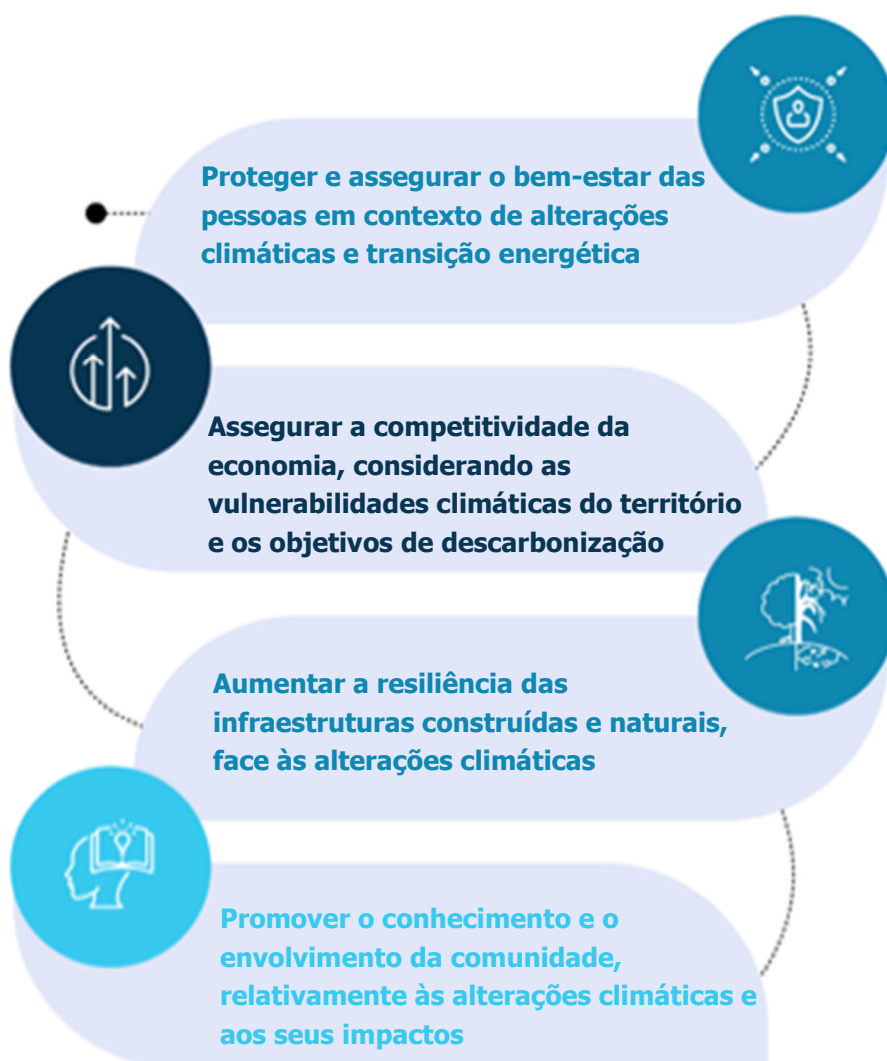 Proteger e assegurar o bem-estar das
pessoas em contexto de alterações
climáticas e transição energética
Assegurar a competitividade da
economia, considerando as
vulnerabilidades climáticas do território
e os objetivos de descarbonização
Aumentar a resiliência das
infraestruturas construídas e naturais,
face às alterações climáticas
Promover o conhecimento e o
envolvimento da comunidade,
relativamente às alterações climáticas e
aos seus impactos